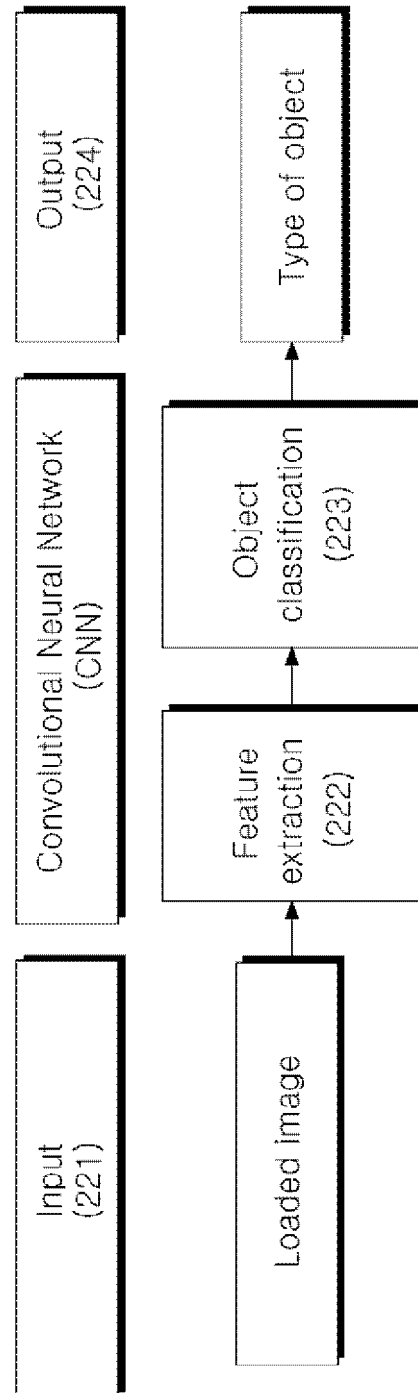 Input
(221)
Convolutional Neural Network
(CNN)
Output
(224)
Loaded image
Feature
extraction
(222)
Object
classification
(223)
Type of object